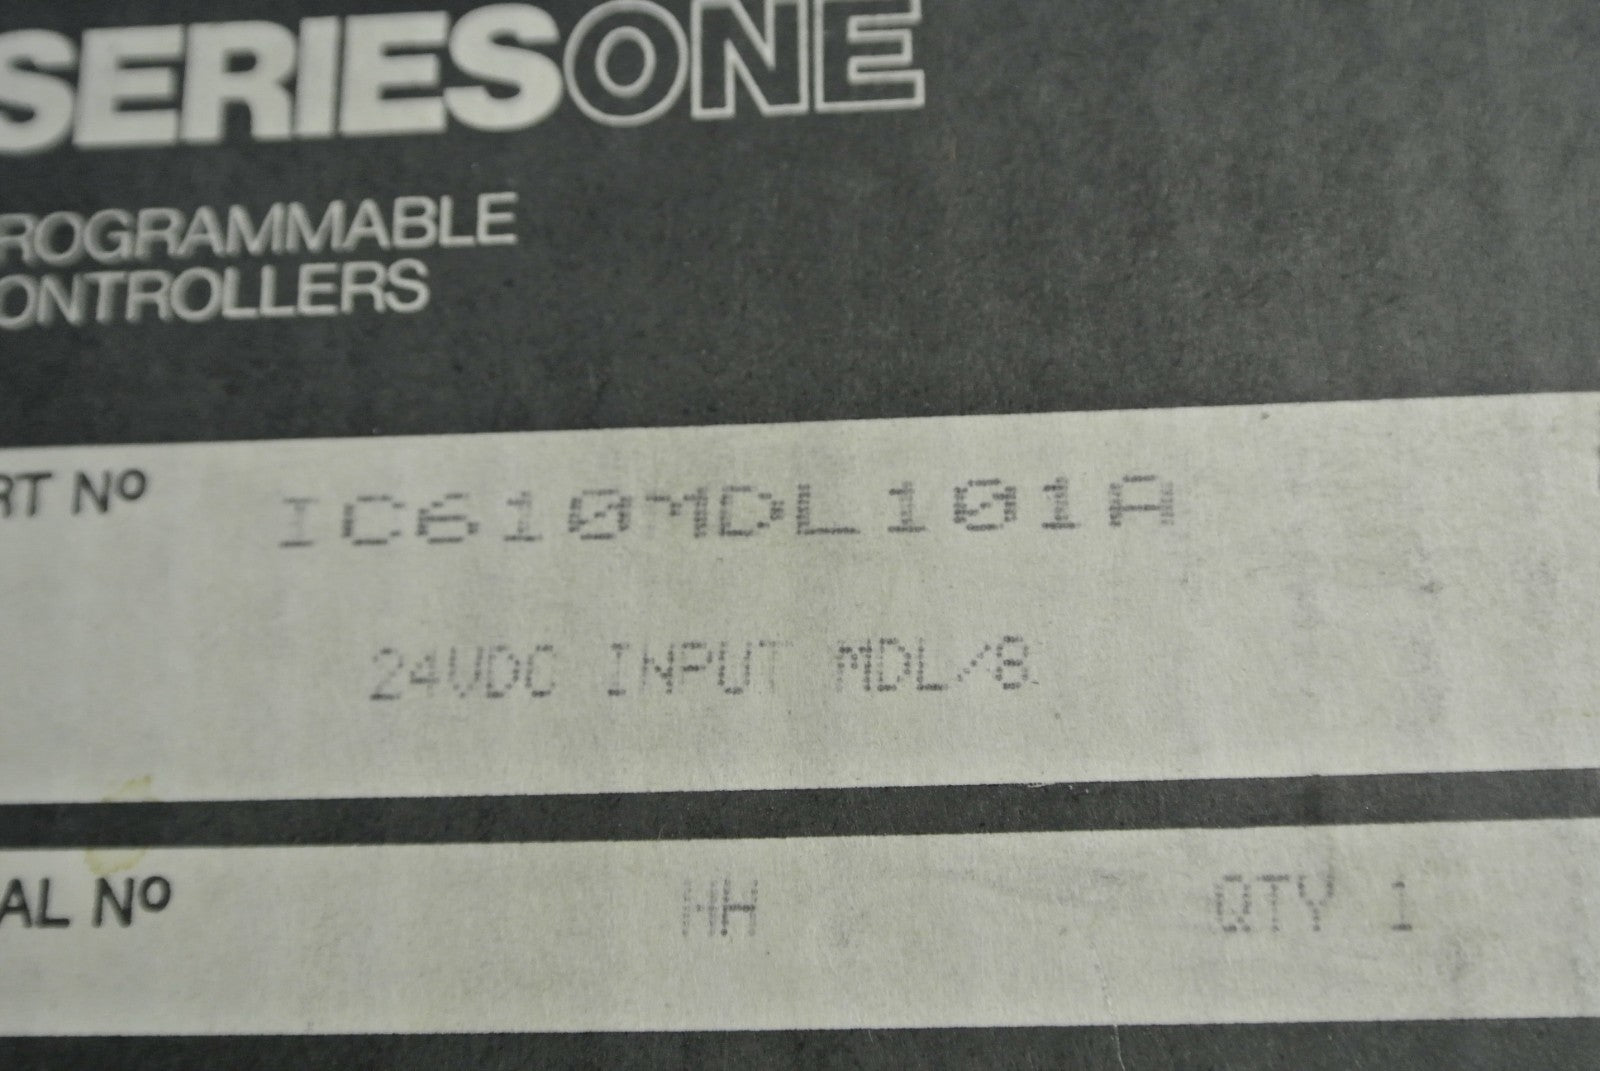 SERIESONE
ROGRAMMABLE
ONTROLLERS
RT Nº IC610MDL101A
24VDC INPUT MDL/8
AL Nº HH QTY 1